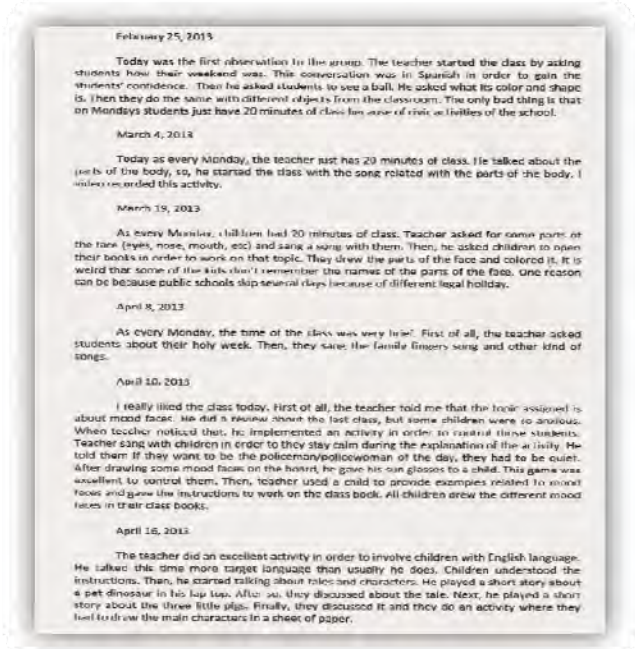 February 25, 2013
Today was the first observation to the group. The teacher started the class by asking
students how their weekend was. This conversation was in Spanish in order to gain the
students' confidence. Then he asked students to see a ball. He asked what its color and shape
is. Then they do the same with different objects from the classroom. The only bad thing is that
on Mondays students just have 20 minutes of class because of civic activities of the school.
March 4, 2013
Today as every Monday, the teacher just has 20 minutes of class. He talked about the
parts of the body, so, he started the class with the song related with the parts of the body. I
video recorded this activity.
March 19, 2013
As every Monday, children had 20 minutes of class. Teacher asked for some parts of
the face (eyes, nose, mouth, etc) and sang a song with them. Then, he asked children to open
their books in order to work on that topic. They drew the parts of the face and colored it. It is
weird that some of the kids don't remember the names of the parts of the face. One reason
can be because public schools skip several days because of different legal holiday.
April 8, 2013
As every Monday, the time of the class was very brief. First of all, the teacher asked
students about their holy week. Then, they sang the family fingers song and other kind of
songs.
April 10, 2013
I really liked the class today. First of all, the teacher told me that the topic assigned is
about mood faces. He did a review about the last class, but some children were so anxious.
When teacher noticed that, he implemented an activity in order to control those students.
Teacher sang with children in order to they stay calm during the explanation of the activity. He
told them if they want to be the policeman/policewoman of the day, they had to be quiet.
After drawing some mood faces on the board, he gave his sun glasses to a child. This game was
excellent to control them. Then, teacher used a child to provide examples related to mood
faces and gave the instructions to work on the class book. All children drew the different mood
faces in their class books.
April 16, 2013
The teacher did an excellent activity in order to involve children with English language.
He talked this time more target language than usually he does. Children understood the
instructions. Then, he started talking about tales and characters. He played a short story about
a pet dinosaur in his lap top. After so, they discussed about the tale. Next, he played a short
story about the three little pigs. Finally, they discussed it and they do an activity where they
had to draw the main characters in a sheet of paper.